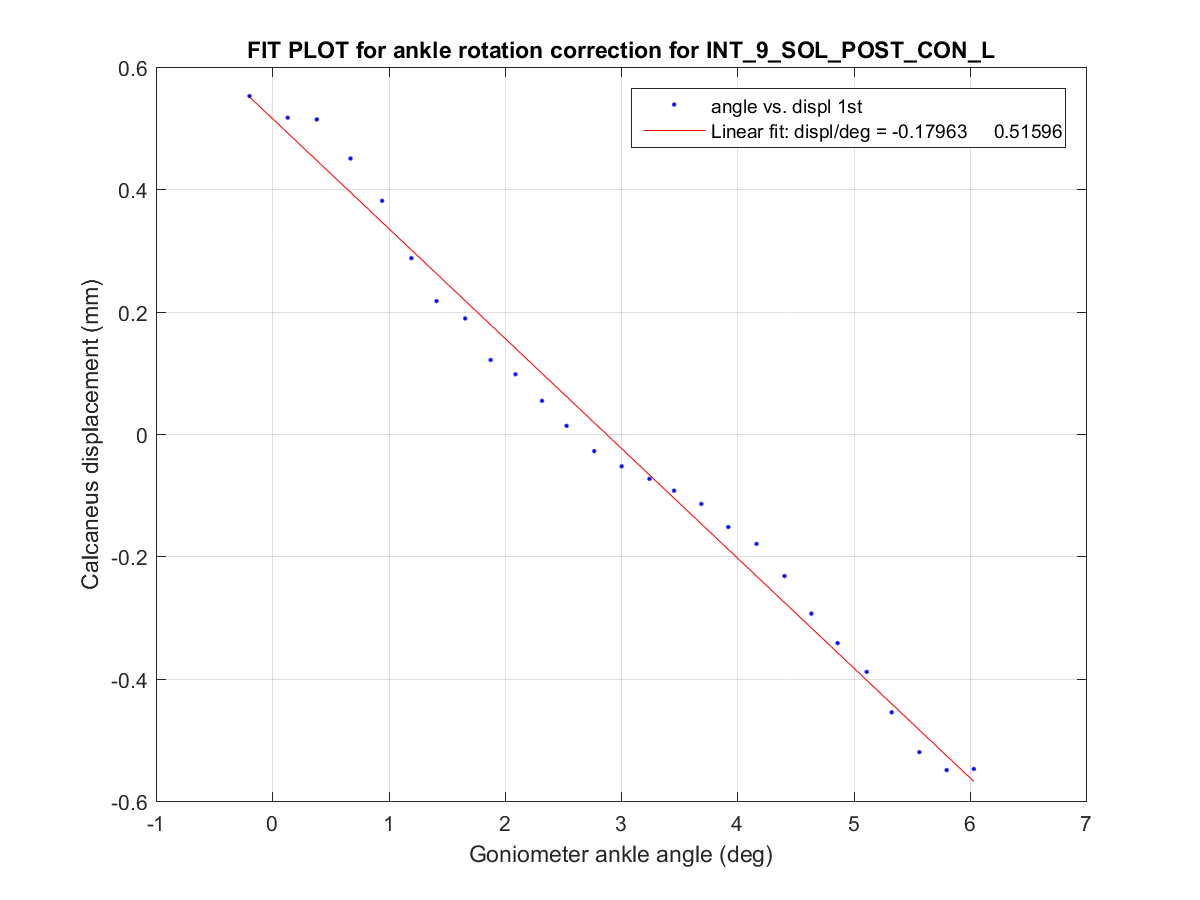 FIT PLOT for ankle rotation correction for INT_9_SOL_POST_CON_L
0.6
0.4
0.2
0
-0.2
-0.4
-0.6
Calcaneus displacement (mm)
angle vs. displ 1st
Linear fit: displ/deg = -0.17963 0.51596
-1 0 1 2 3 4 5 6 7
Goniometer ankle angle (deg)